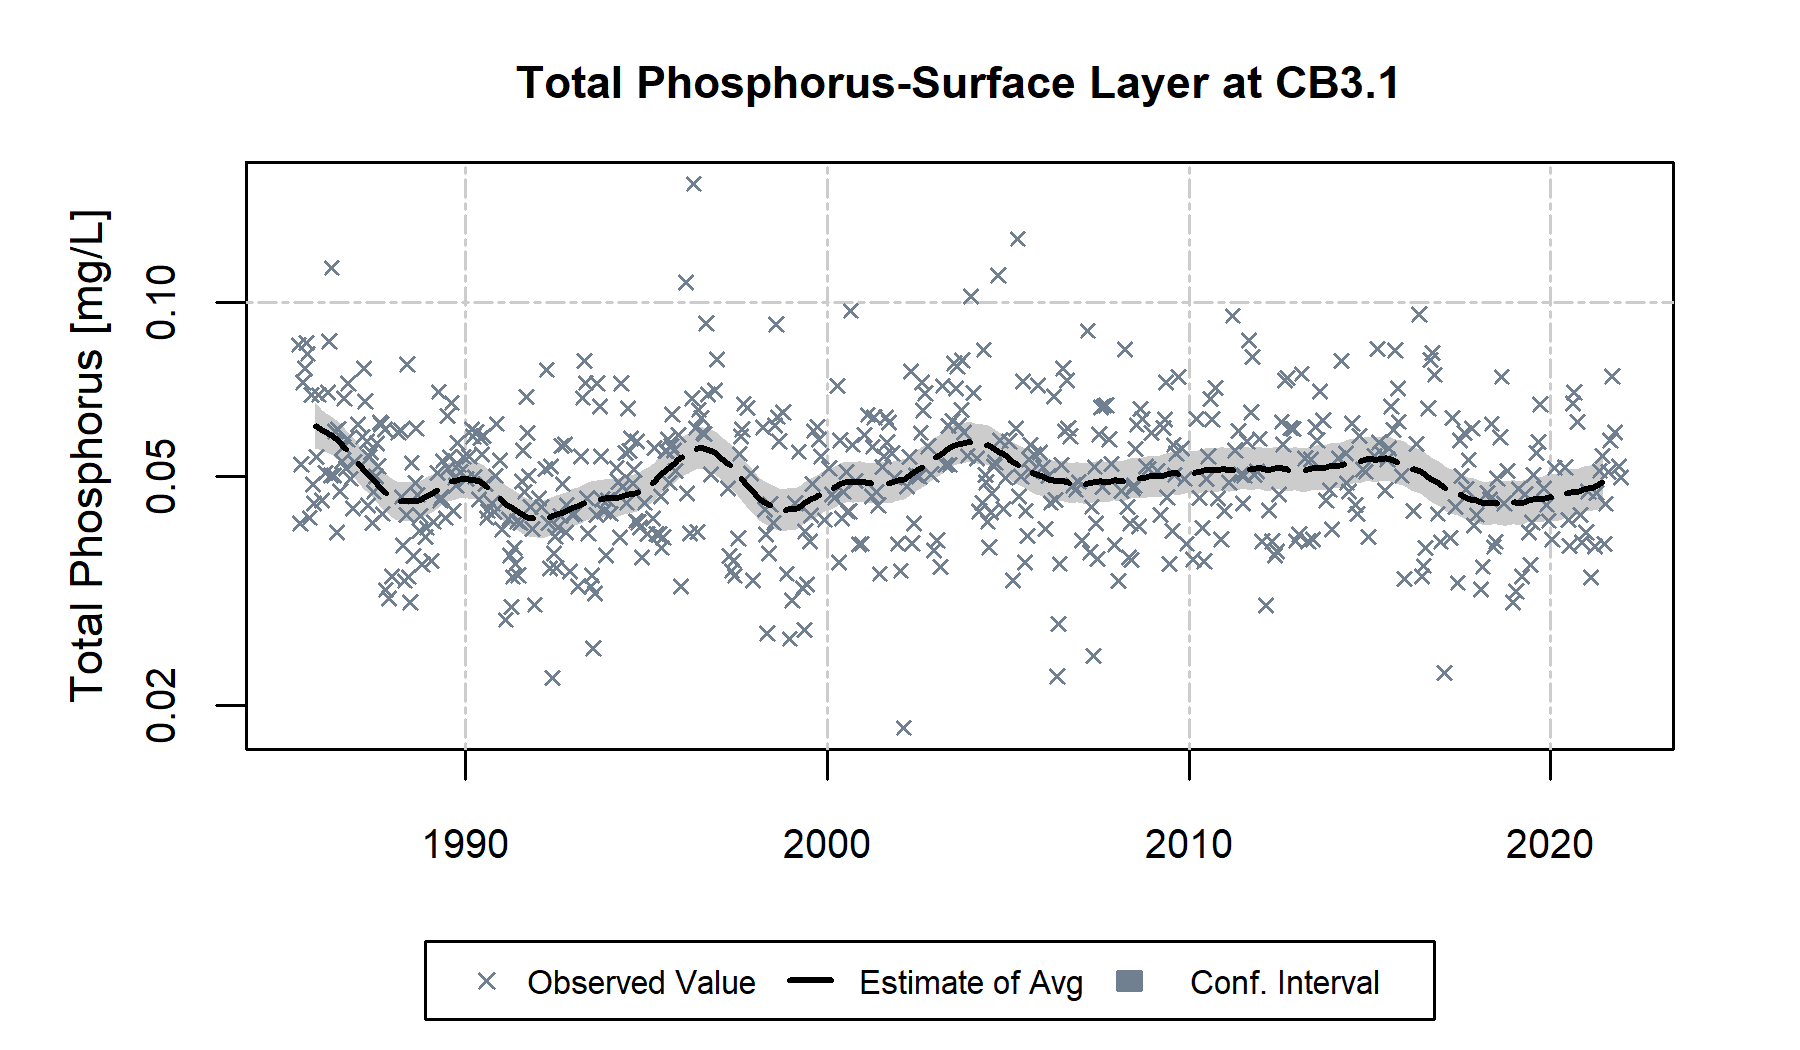 Total Phosphorus-Surface Layer at CB3.1
Total Phosphorus [mg/L]
0.10
0.05
0.02
1990 2000 2010 2020
Observed Value Estimate of Avg Conf. Interval